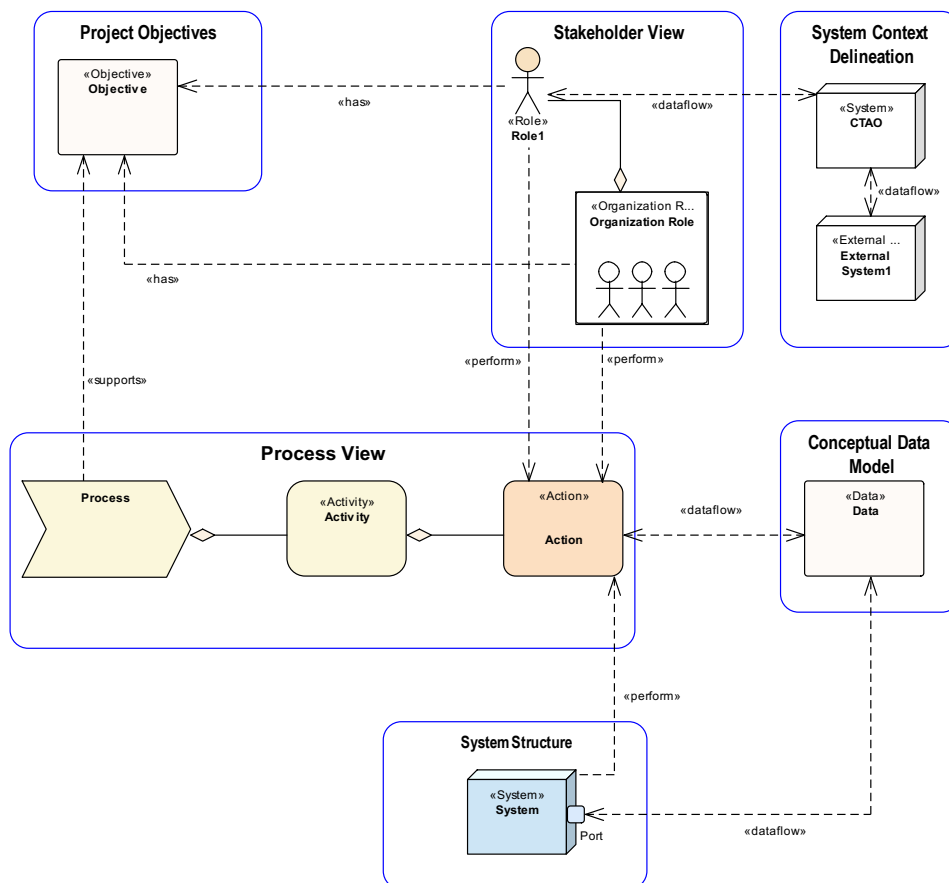 Project Objectives
«Objective»
Objective
Stakeholder View
«Role»
Role1
«Organization R...
Organization Role
System Context
Delineation
«System»
CTAO
«dataflow»
«External ...
External
System1
«has»
«dataflow»
«has»
«supports»
«perform»
«perform»
Process View
Process
«Activity»
Activity
«Action»
Action
«dataflow»
Conceptual Data
Model
«Data»
Data
«perform»
System Structure
«System»
System
Port
«dataflow»